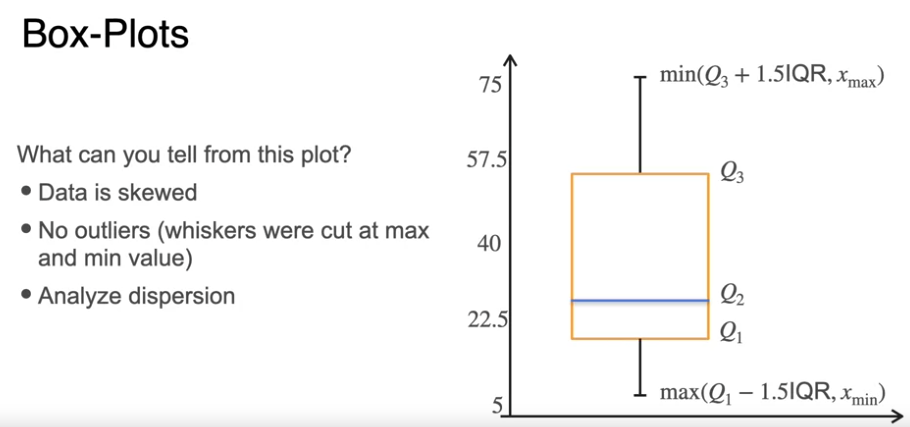 Box-Plots
What can you tell from this plot?
• Data is skewed
• No outliers (whiskers were cut at max
and min value)
• Analyze dispersion
75
57.5
40
22.5
5
min(Q₃ + 1.5IQR, xₘₐₓ)
Q₃
Q₂
Q₁
max(Q₁ − 1.5IQR, xₘᵢₙ)